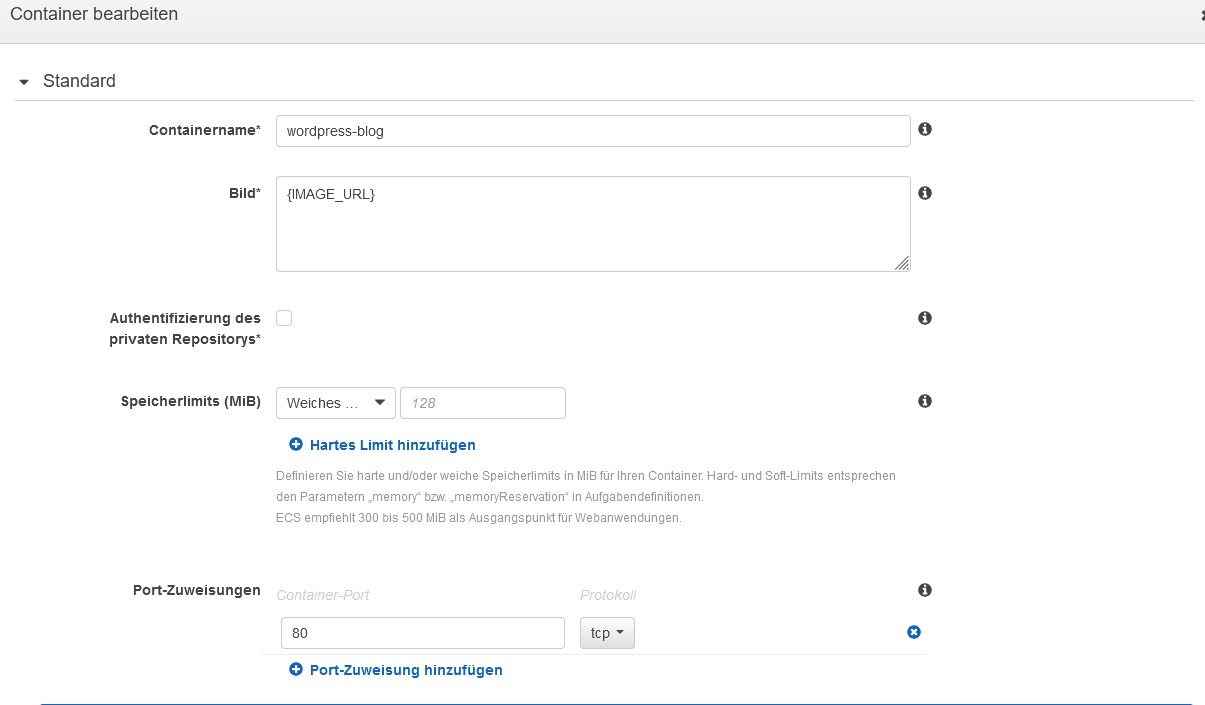 Container bearbeiten
Standard
Containername*
wordpress-blog
Bild*
{IMAGE_URL}
Authentifizierung des
privaten Repositorys*
Speicherlimits (MiB)
Weiches ...
128
Hartes Limit hinzufügen
Definieren Sie harte und/oder weiche Speicherlimits in MiB für Ihren Container. Hard- und Soft-Limits entsprechen
den Parametern „memory“ bzw. „memoryReservation“ in Aufgabendefinitionen.
ECS empfiehlt 300 bis 500 MiB als Ausgangspunkt für Webanwendungen.
Port-Zuweisungen
Container-Port
Protokoll
80
tcp
Port-Zuweisung hinzufügen